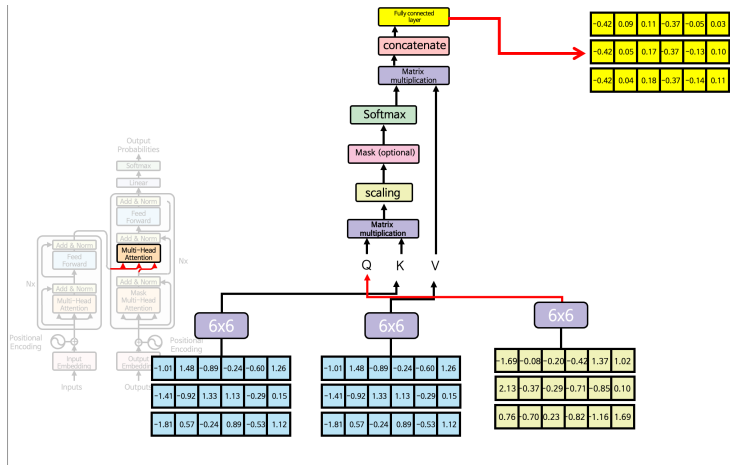 Fully connected
layer
concatenate
Matrix
multiplication
Softmax
Mask (optional)
scaling
Matrix
multiplication
Q K V
6x6 6x6 6x6
-0.42 0.09 0.11 -0.37 -0.05 0.03
-0.42 0.05 0.17 -0.37 -0.13 0.10
-0.42 0.04 0.18 -0.37 -0.14 0.11
Output
Probabilities
Softmax
Linear
Add & Norm
Feed
Forward
Add & Norm
Multi-Head
Attention
Add & Norm
Mask
Multi-Head
Attention
Nx
Add & Norm
Feed
Forward
Add & Norm
Multi-Head
Attention
Nx
Positional
Encoding
Positional
Encoding
Input
Embedding
Output
Embedding
Inputs
Outputs
-1.01 1.48 -0.89 -0.24 -0.60 1.26
-1.41 -0.92 1.33 1.13 -0.29 0.15
-1.81 0.57 -0.24 0.89 -0.53 1.12
-1.01 1.48 -0.89 -0.24 -0.60 1.26
-1.41 -0.92 1.33 1.13 -0.29 0.15
-1.81 0.57 -0.24 0.89 -0.53 1.12
-1.69 -0.08 -0.20 -0.42 1.37 1.02
2.13 -0.37 -0.29 -0.71 -0.85 0.10
0.76 -0.70 0.23 -0.82 -1.16 1.69